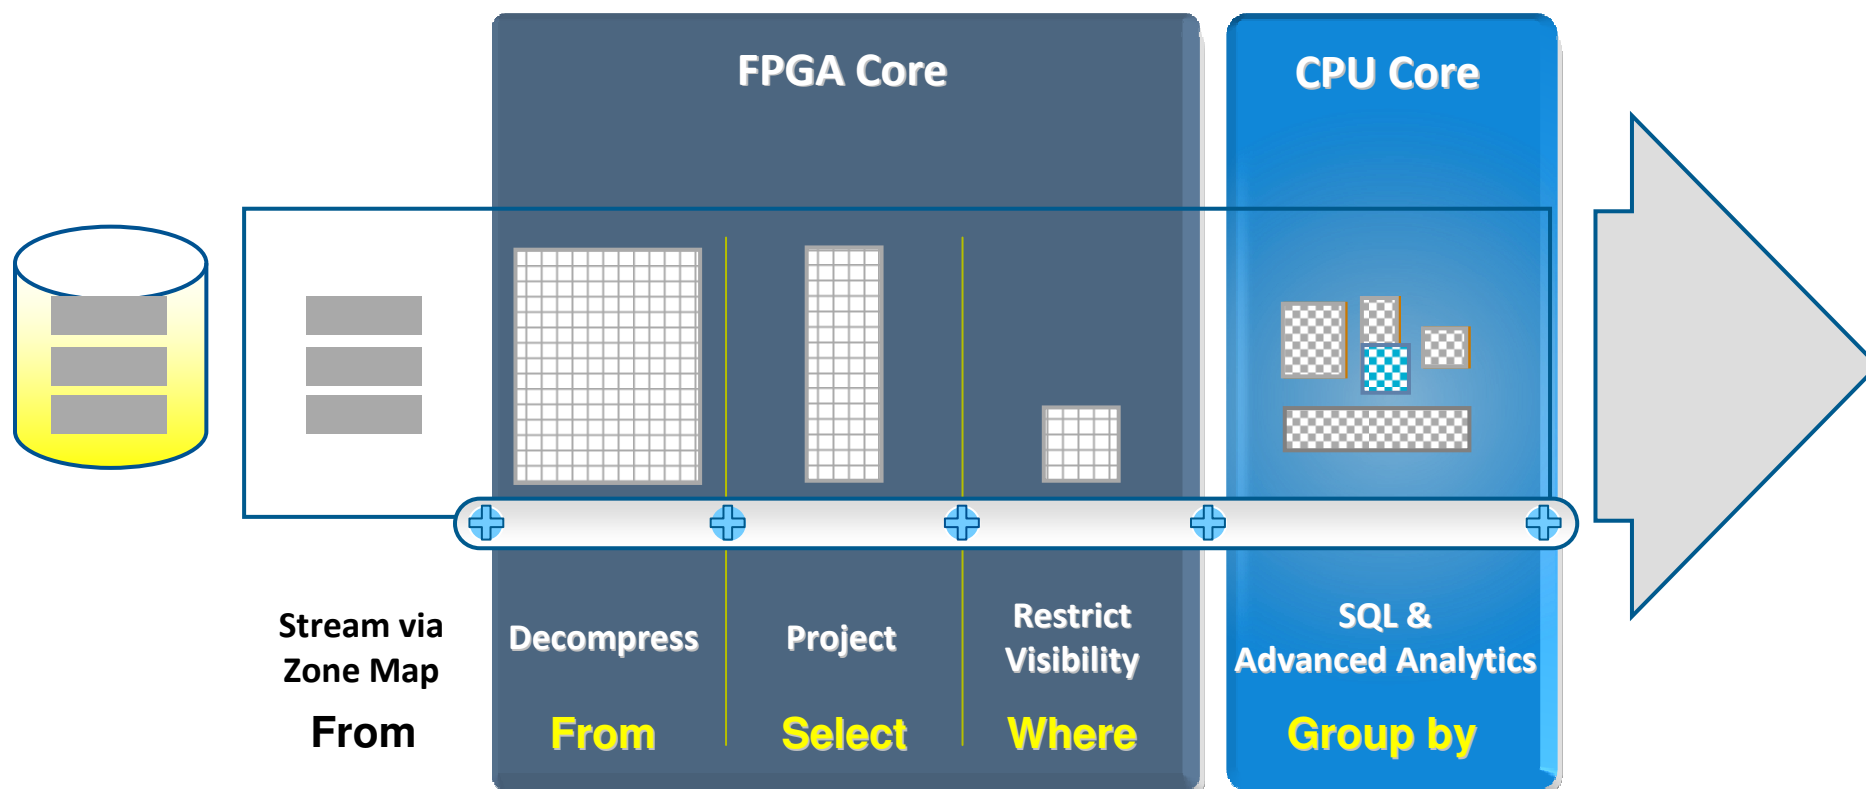 FPGA Core
CPU Core
Stream via
Zone Map
From
Decompress
From
Project
Select
Restrict
Visibility
Where
SQL &
Advanced Analytics
Group by